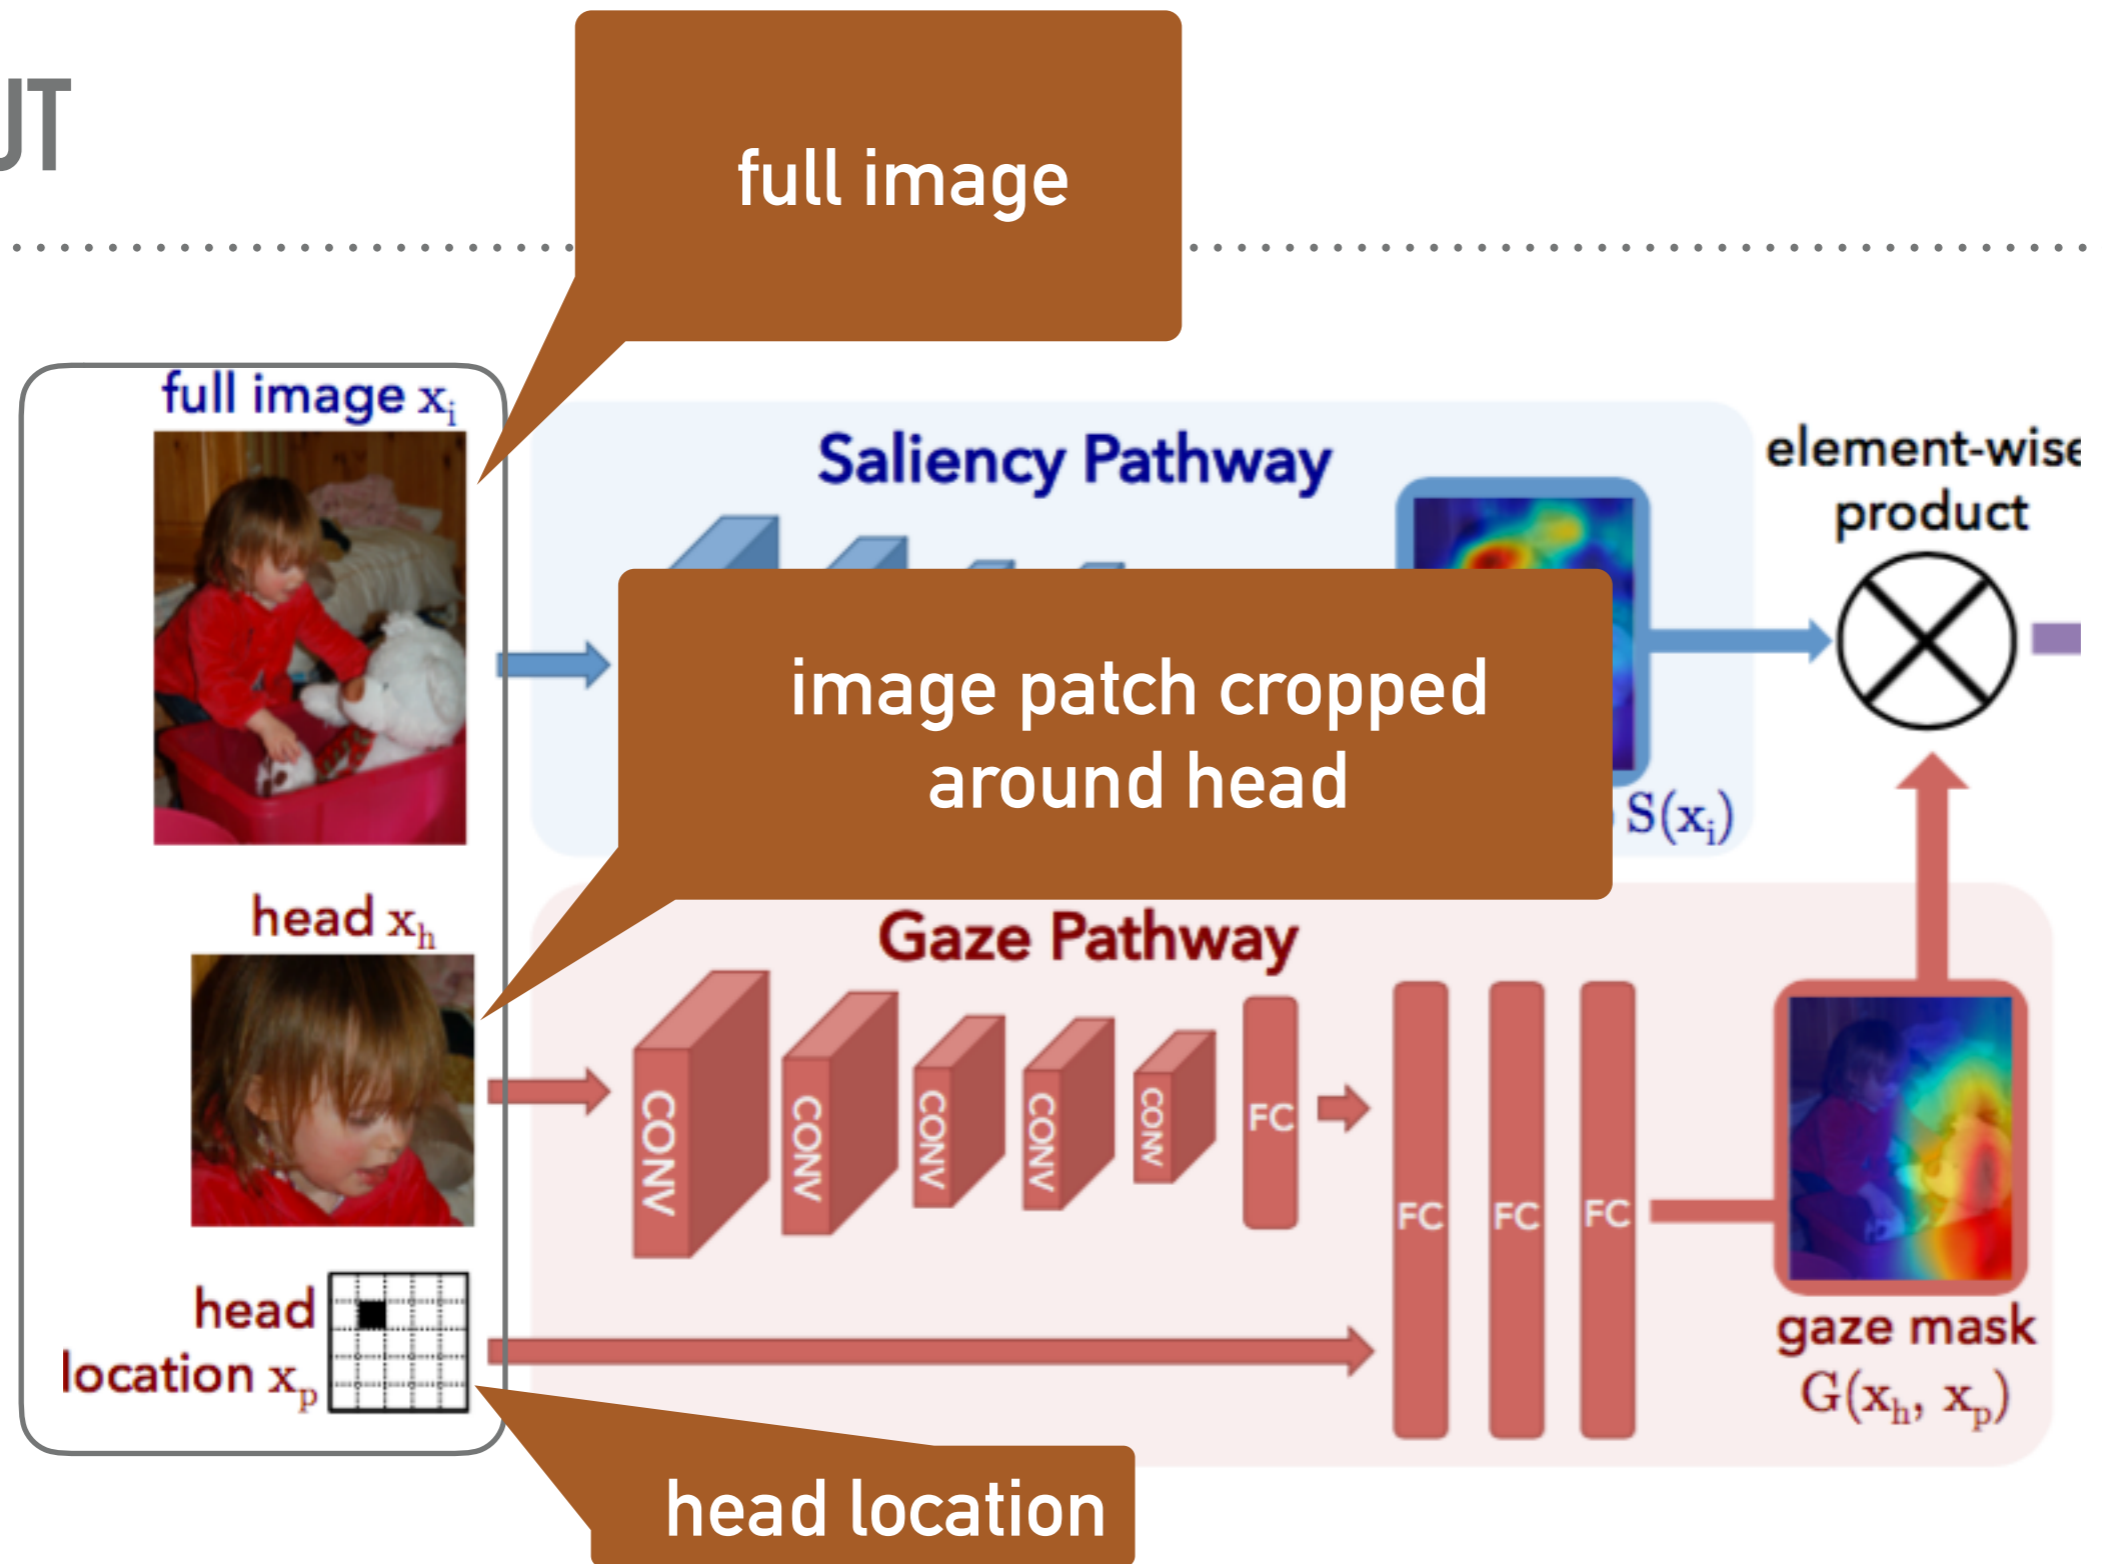 UT
full image
full image xᵢ
Saliency Pathway
element-wise
product
image patch cropped
around head
S(xᵢ)
head xₕ
Gaze Pathway
CONV
CONV
CONV
CONV
CONV
FC
FC
FC
FC
head
location xₚ
gaze mask
G(xₕ, xₚ)
head location